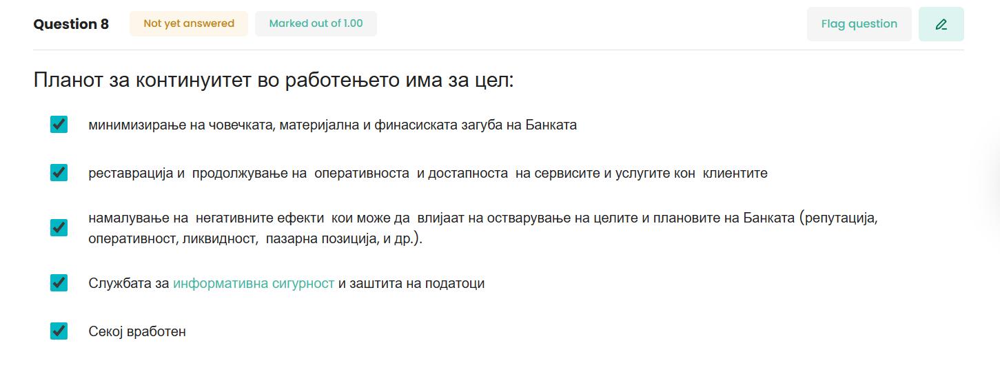 Question 8
Not yet answered
Marked out of 1.00
Flag question
Планот за континуитет во работењето има за цел:
минимизирање на човечката, материјална и финасиската загуба на Банката
реставрација и продолжување на оперативноста и достапноста на сервисите и услугите кон клиентите
намалување на негативните ефекти кои може да влијаат на остварување на целите и плановите на Банката (репутација,
оперативност, ликвидност, пазарна позиција, и др.).
Службата за информативна сигурност и заштита на податоци
Секој вработен